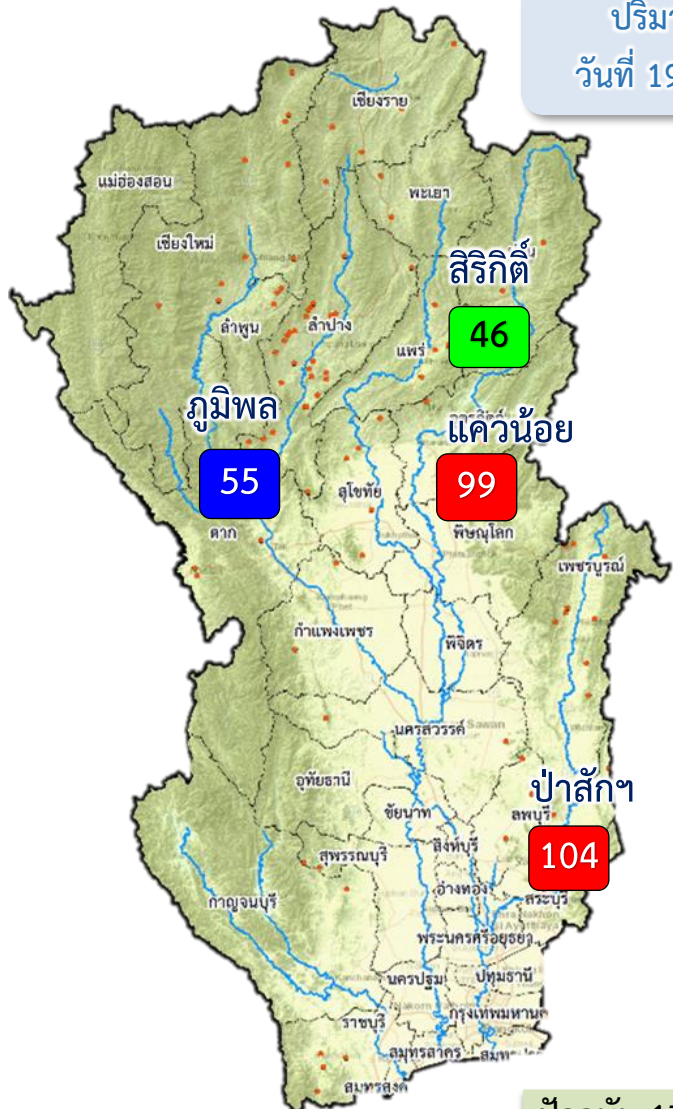 ปริมา
วันที่ 19
เชียงราย
แม่ฮ่องสอน
พะเยา
เชียงใหม่
สิริกิติ์
46
ลำพูน
ลำปาง
แพร่
ภูมิพล
แควน้อย
55
99
สุโขทัย
ตาก
พิษณุโลก
เพชรบูรณ์
กำแพงเพชร
พิจิตร
นครสวรรค์
Sawan
อุทัยธานี
ป่าสักฯ
ชัยนาท
ลพบุรี
สิงห์บุรี
สุพรรณบุรี
104
อ่างทอง
กาญจนบุรี
สระบุรี
พระนครศรีอยุธยา
นครปฐม
ปทุมธานี
กรุงเทพมหานค
ราชบุรี
สมุทรสาคร
สมุทรสงค